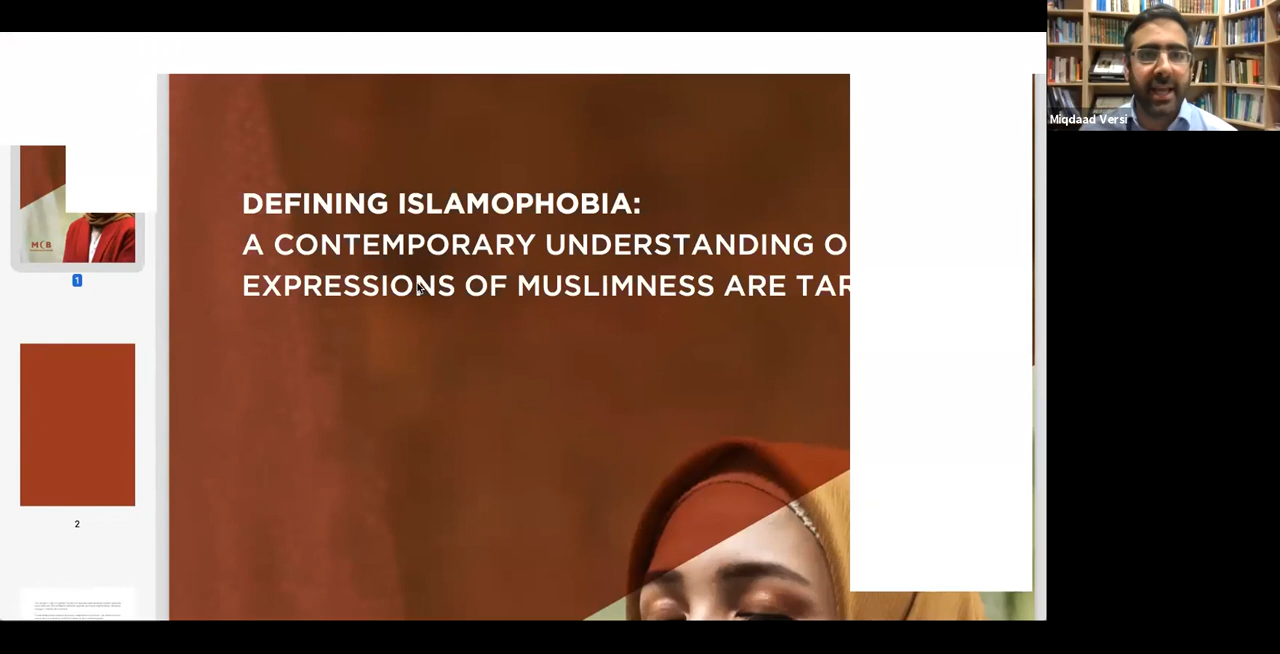 Miqdaad Versi
DEFINING ISLAMOPHOBIA:
A CONTEMPORARY UNDERSTANDING O
EXPRESSIONS OF MUSLIMNESS ARE TAR
MCB
1
2